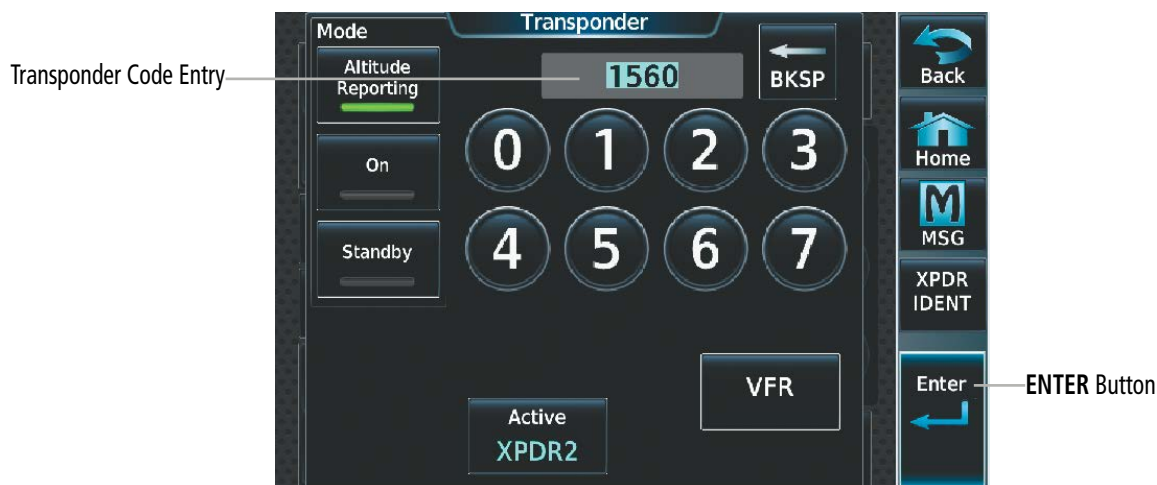 Transponder
Mode
Altitude
Reporting
On
Standby
Transponder Code Entry
1560
BKSP
0 1 2 3
4 5 6 7
VFR
Active
XPDR2
Back
Home
MSG
XPDR
IDENT
Enter
ENTER Button